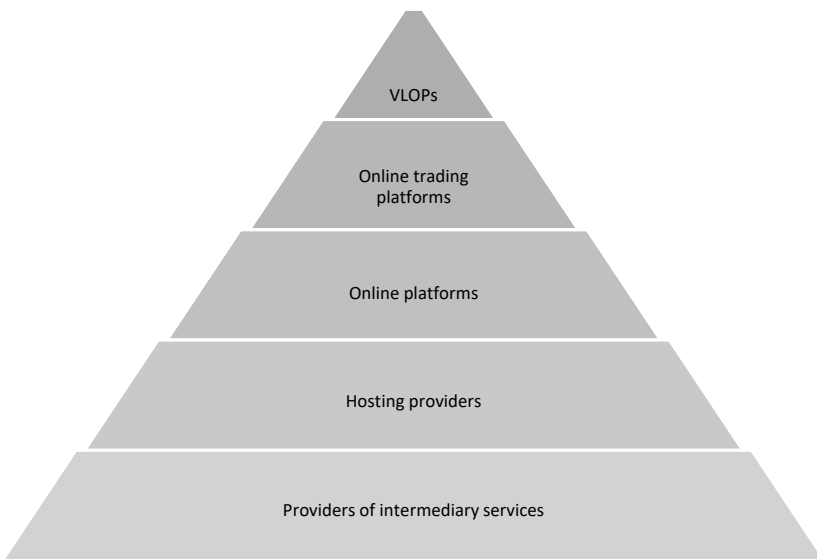 VLOPs
Online trading
platforms
Online platforms
Hosting providers
Providers of intermediary services